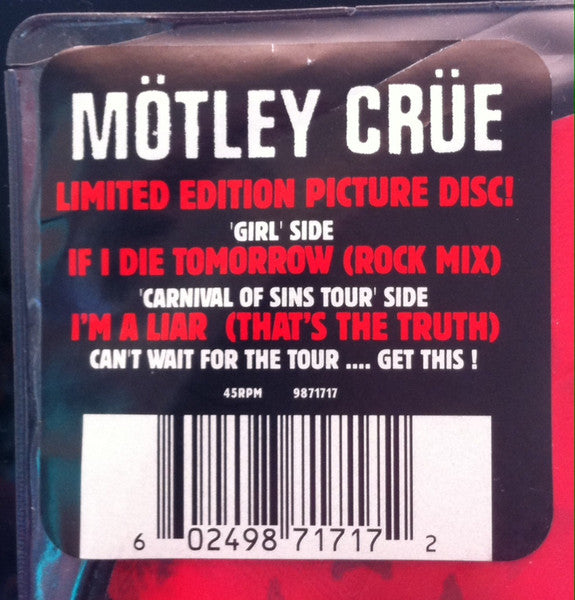 MÖTLEY CRÜE
LIMITED EDITION PICTURE DISC!
'GIRL' SIDE
IF I DIE TOMORROW (ROCK MIX)
'CARNIVAL OF SINS TOUR' SIDE
I'M A LIAR (THAT'S THE TRUTH)
CAN'T WAIT FOR THE TOUR .... GET THIS !
45RPM 9871717
6 02498 71717 2